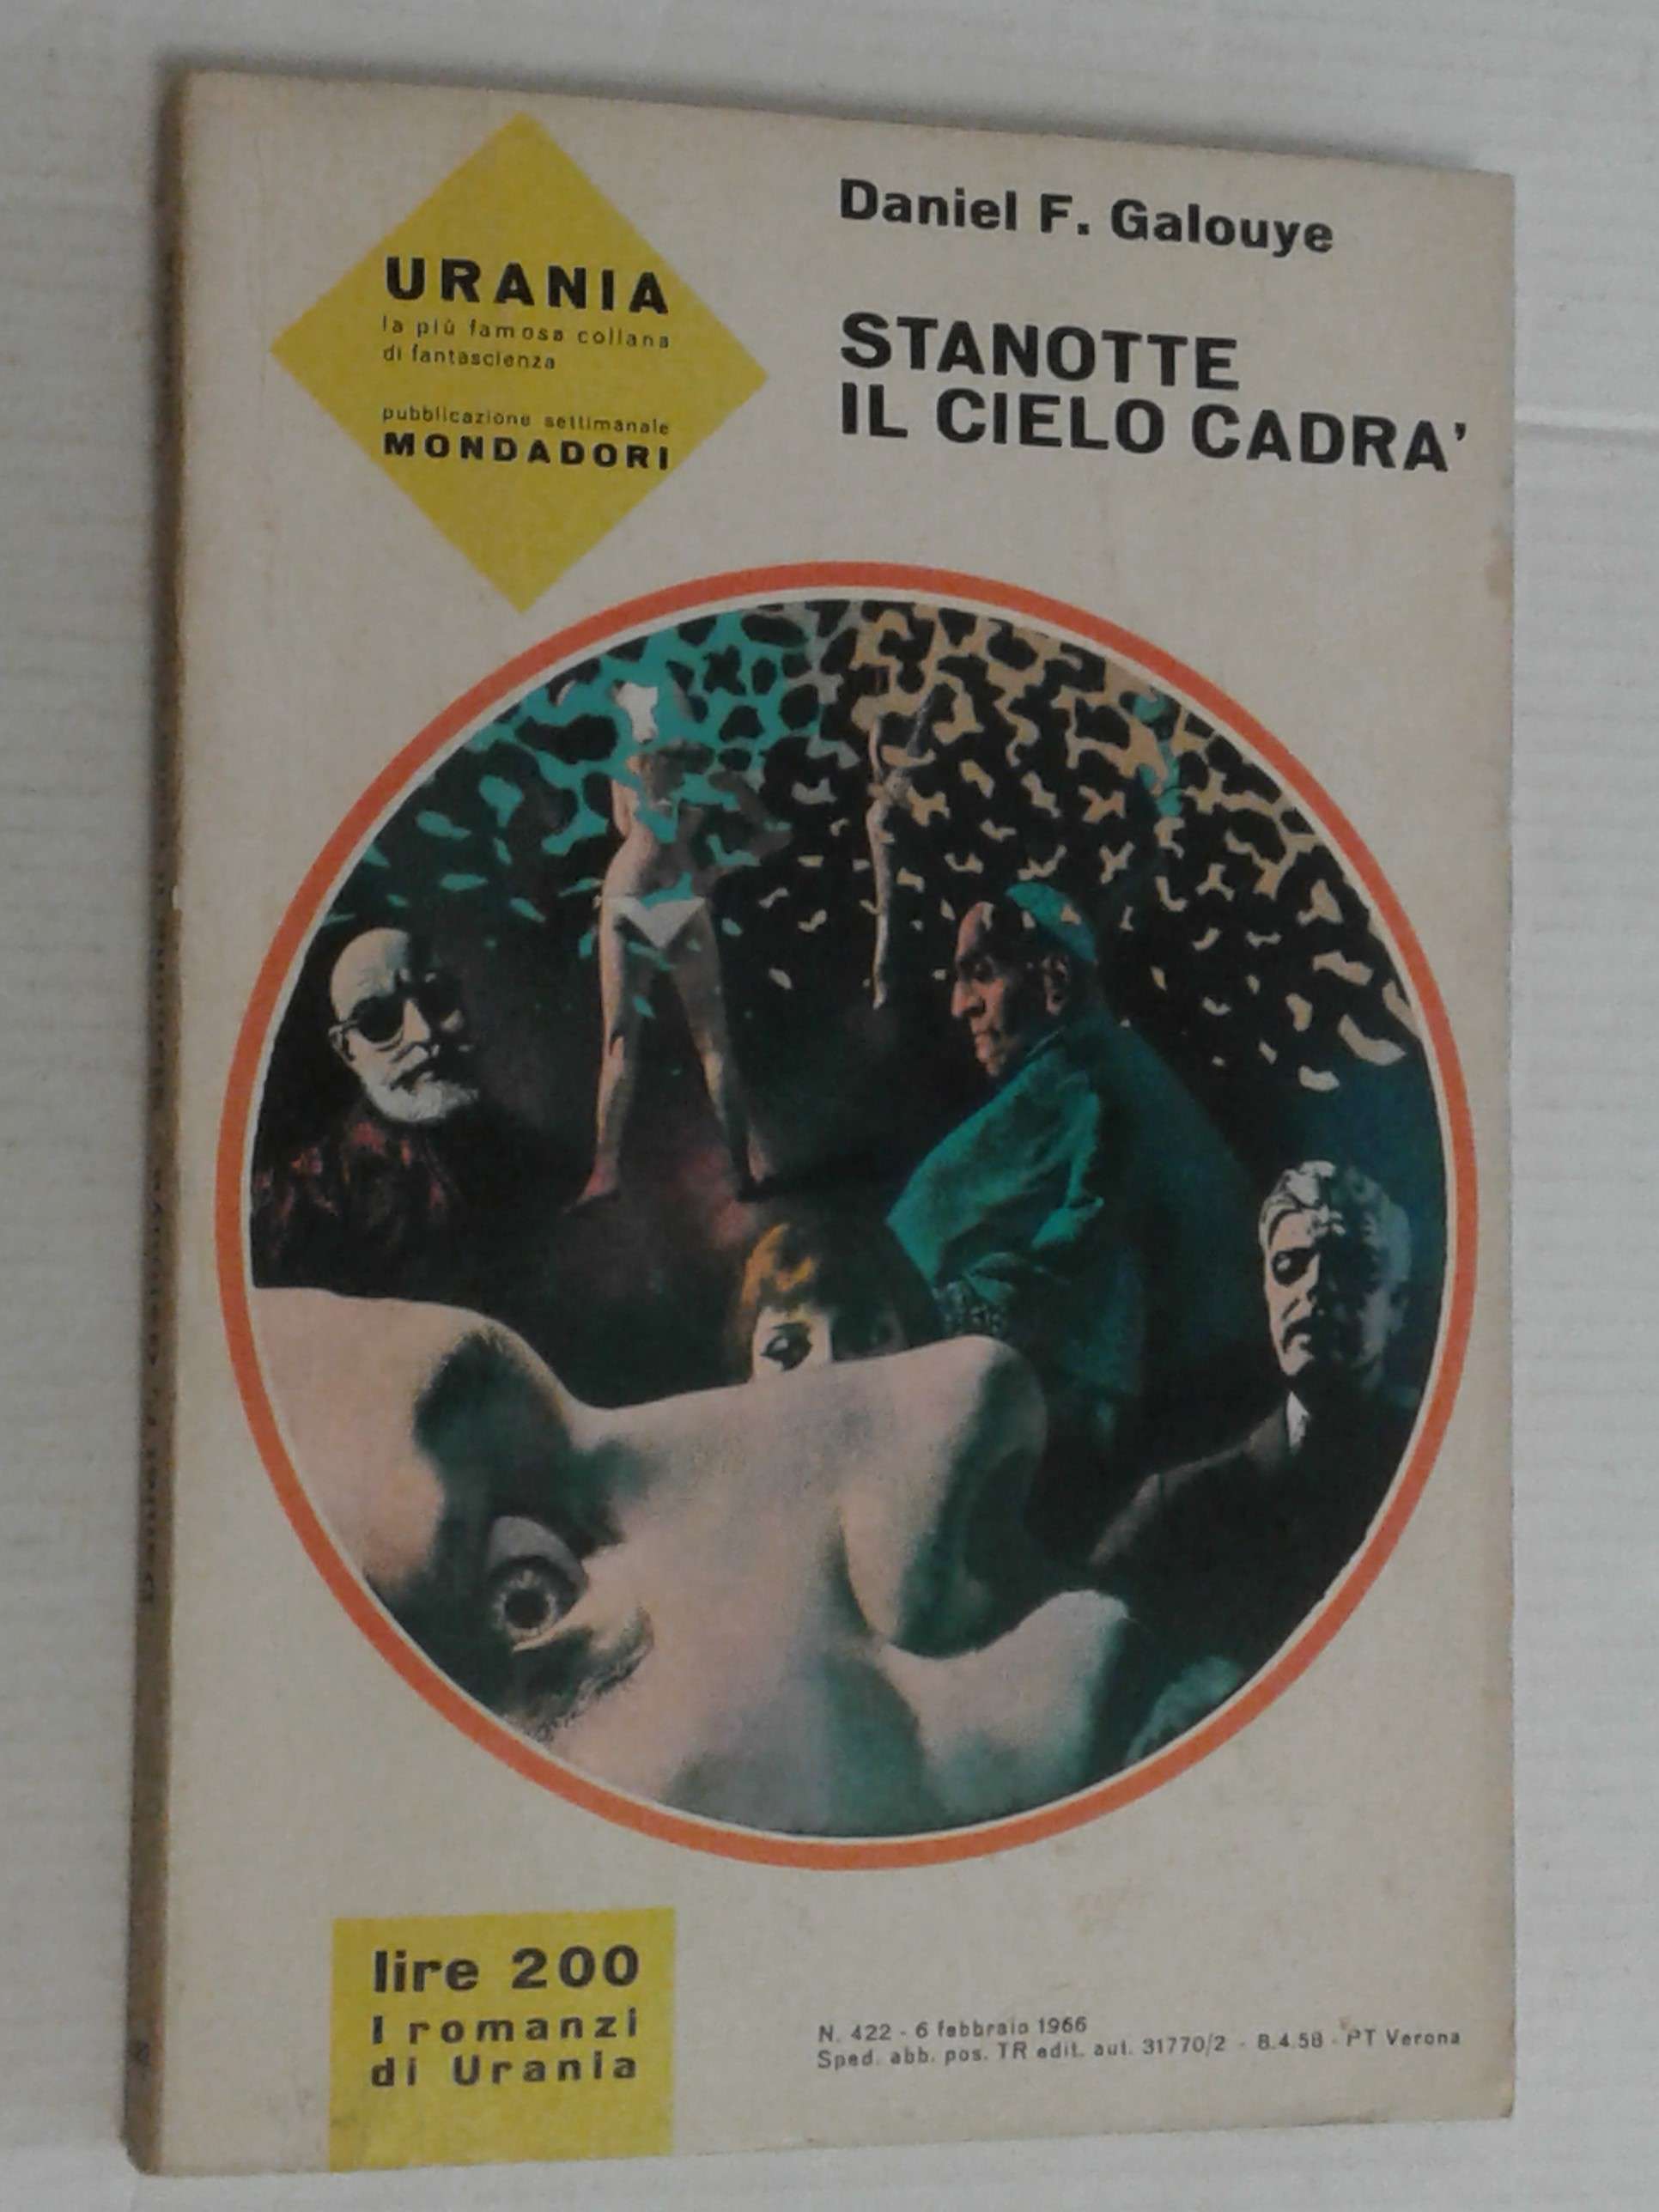 URANIA
la più famosa collana
di fantascienza
pubblicazione settimanale
MONDADORI
Daniel F. Galouye
STANOTTE
IL CIELO CADRA'
lire 200
I romanzi
di Urania
N. 422 - 6 febbraio 1966
Sped. abb. pos. TR edit. aut. 31770/2 - 8.4.58 - PT Verona